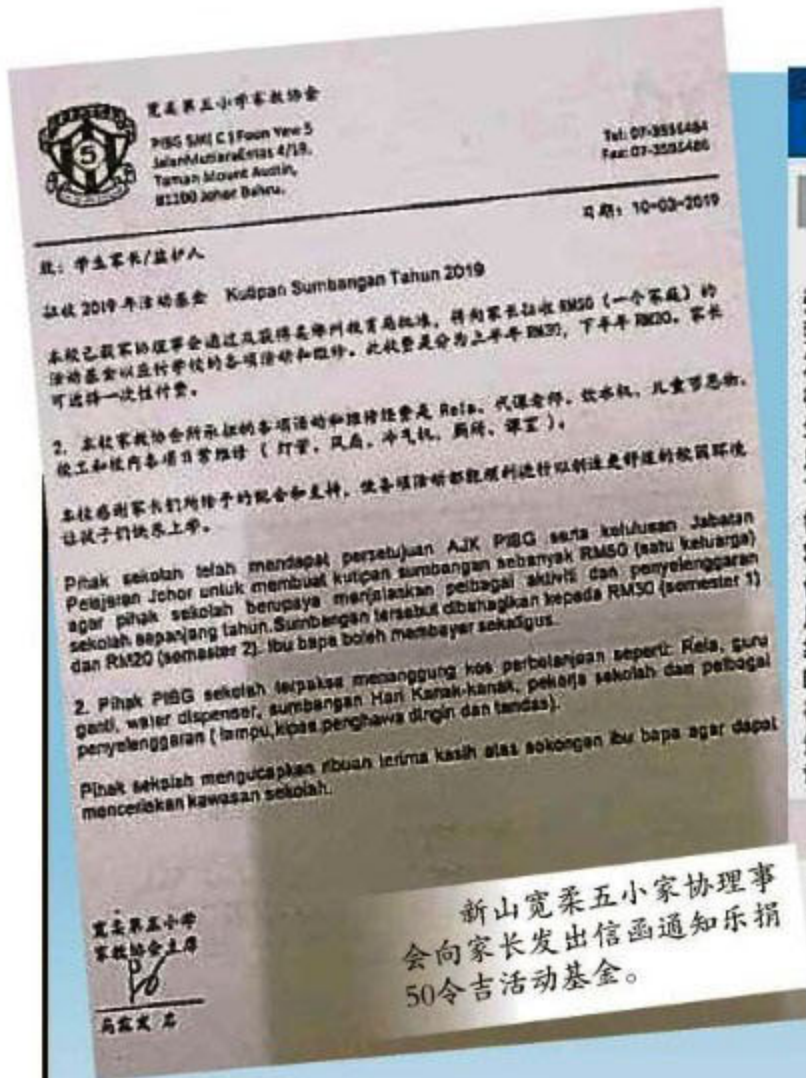 宽柔第五小学家教协会
PIBG SJK( C ) Foon Yew 5
JalanMutiaraEmas 4/19,
Taman Mount Austin,
81100 Johor Bahru.
Tel: 07-3556484
Fax: 07-3556486
日期：10-03-2019
致：学生家长/监护人
征收 2019 年活动基金 Kutipan Sumbangan Tahun 2019
本校已获家协理事会通过及获得柔佛州教育局批准，将向家长征收 RM50（一个家庭）的
活动基金以应付学校的各项活动和维修。此收费是分为上半年 RM30，下半年 RM20。家长
可选择一次性付费。
2. 本校家教协会所承担的各项活动和维修经费是 Rela、代课老师、饮水机、儿童节恩物、
校工和校内各项日常维修（灯管、风扇、冷气机、厕所、课室）。
本校感谢家长们所给予的配合和支持，使各项活动都能顺利进行以创造更舒适的校园环境
让孩子们快乐上学。
Pihak sekolah telah mendapat persetujuan AJK PIBG serta kelulusan Jabatan
Pelajaran Johor untuk membuat kutipan sumbangan sebanyak RM50 (satu keluarga)
agar pihak sekolah berupaya menjalaskan pelbagai aktiviti dan penyelenggaran
sekolah sepanjang tahun.Sumbangan tersebut dibahagikan kepada RM30 (semester 1)
dan RM20 (semester 2). Ibu bapa boleh membayar sekaligus.
2. Pihak PIBG sekolah terpaksa menanggung kos perbelanjaan seperti: Rela, guru
ganti, water dispenser, sumbangan Hari Kanak-kanak, pekerja sekolah dan pelbagai
penyelenggaran ( lampu,kipas,penghawa dingin dan tandas).
Pihak sekolah mengucapkan ribuan terima kasih atas sokongan ibu bapa agar dapat
menceriakan kawasan sekolah.
宽柔第五小学
家教协会主席
启
新山宽柔五小家协理事
会向家长发出信函通知乐捐
50令吉活动基金。